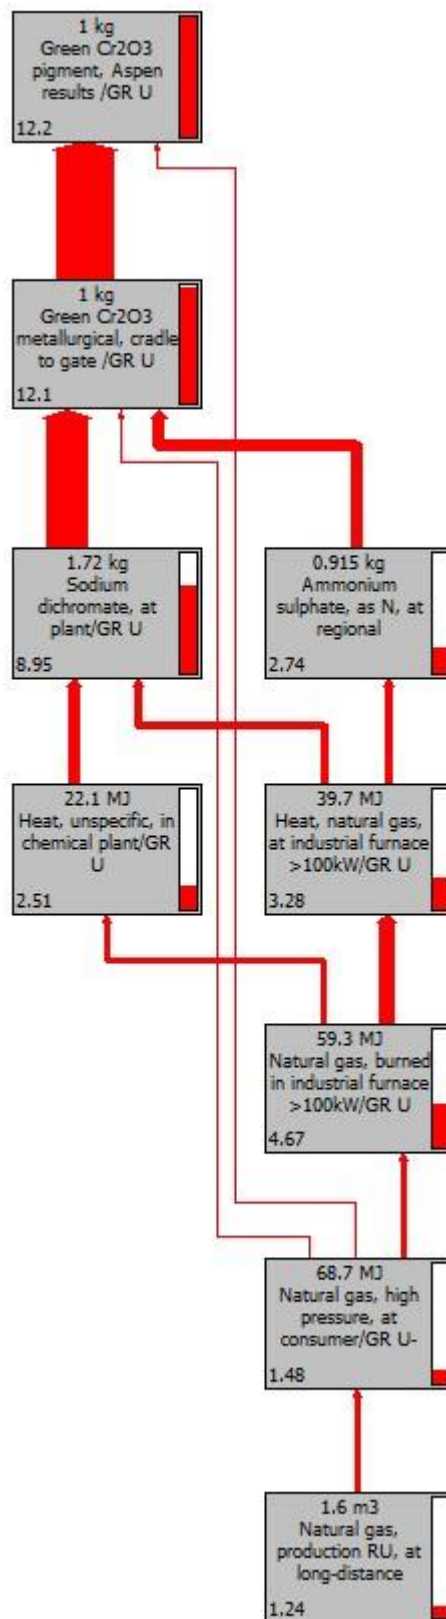 1 kg
Green Cr2O3
pigment, Aspen
results /GR U
12.2
1 kg
Green Cr2O3
metallurgical, cradle
to gate /GR U
12.1
1.72 kg
Sodium
dichromate, at
plant/GR U
8.95
0.915 kg
Ammonium
sulphate, as N, at
regional
2.74
22.1 MJ
Heat, unspecific, in
chemical plant/GR
U
2.51
39.7 MJ
Heat, natural gas,
at industrial furnace
>100kW/GR U
3.28
59.3 MJ
Natural gas, burned
in industrial furnace
>100kW/GR U
4.67
68.7 MJ
Natural gas, high
pressure, at
consumer/GR U-
1.48
1.6 m3
Natural gas,
production RU, at
long-distance
1.24